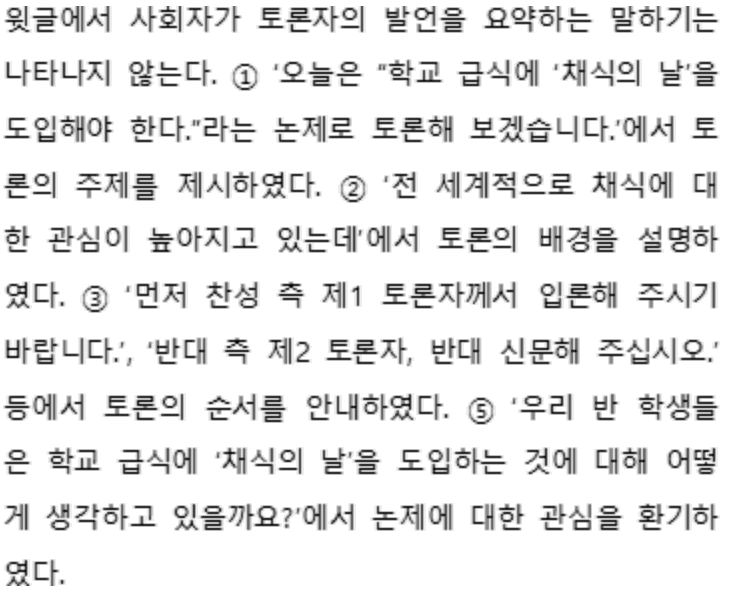 윗글에서 사회자가 토론자의 발언을 요약하는 말하기는
나타나지 않는다. ① ‘오늘은 “학교 급식에 ‘채식의 날’을
도입해야 한다.”라는 논제로 토론해 보겠습니다.’에서 토
론의 주제를 제시하였다. ② ‘전 세계적으로 채식에 대
한 관심이 높아지고 있는데’에서 토론의 배경을 설명하
였다. ③ ‘먼저 찬성 측 제1 토론자께서 입론해 주시기
바랍니다.’, ‘반대 측 제2 토론자, 반대 신문해 주십시오.’
등에서 토론의 순서를 안내하였다. ⑤ ‘우리 반 학생들
은 학교 급식에 ‘채식의 날’을 도입하는 것에 대해 어떻
게 생각하고 있을까요?’에서 논제에 대한 관심을 환기하
였다.